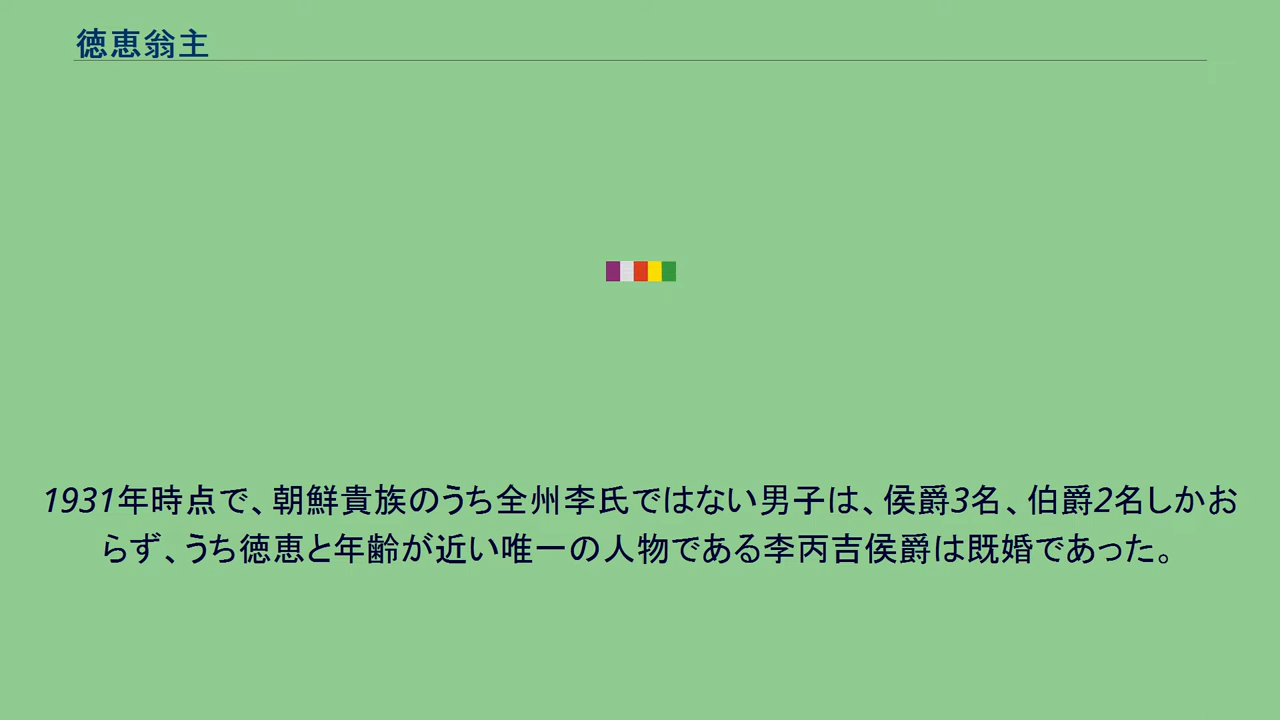 徳恵翁主
1931年時点で、朝鮮貴族のうち全州李氏ではない男子は、侯爵3名、伯爵2名しかお
らず、うち徳恵と年齢が近い唯一の人物である李丙吉侯爵は既婚であった。